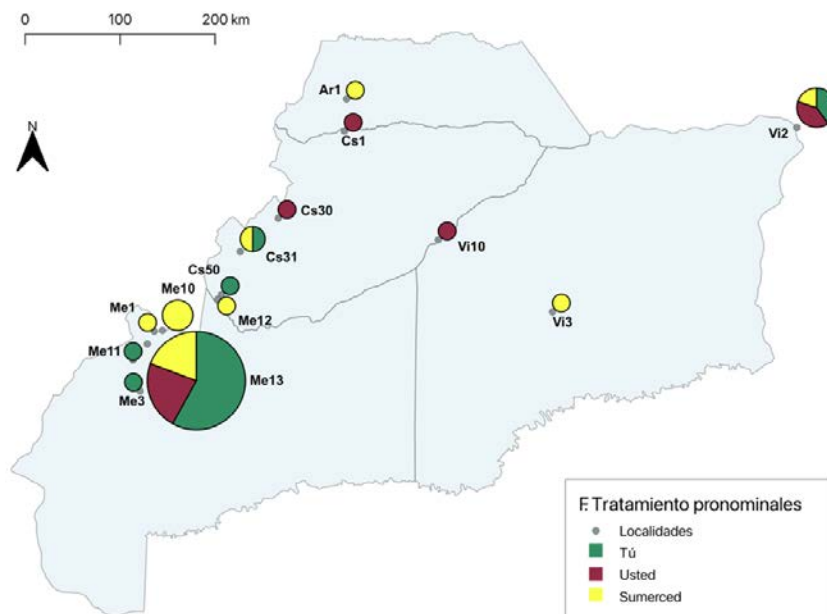 0 100 200 km
N
Ar1
Cs1
Vi2
Cs30
Vi10
Cs31
Cs50
Me10
Me12
Me1
Vi3
Me11
Me13
Me3
F. Tratamiento pronominales
Localidades
Tú
Usted
Sumerced